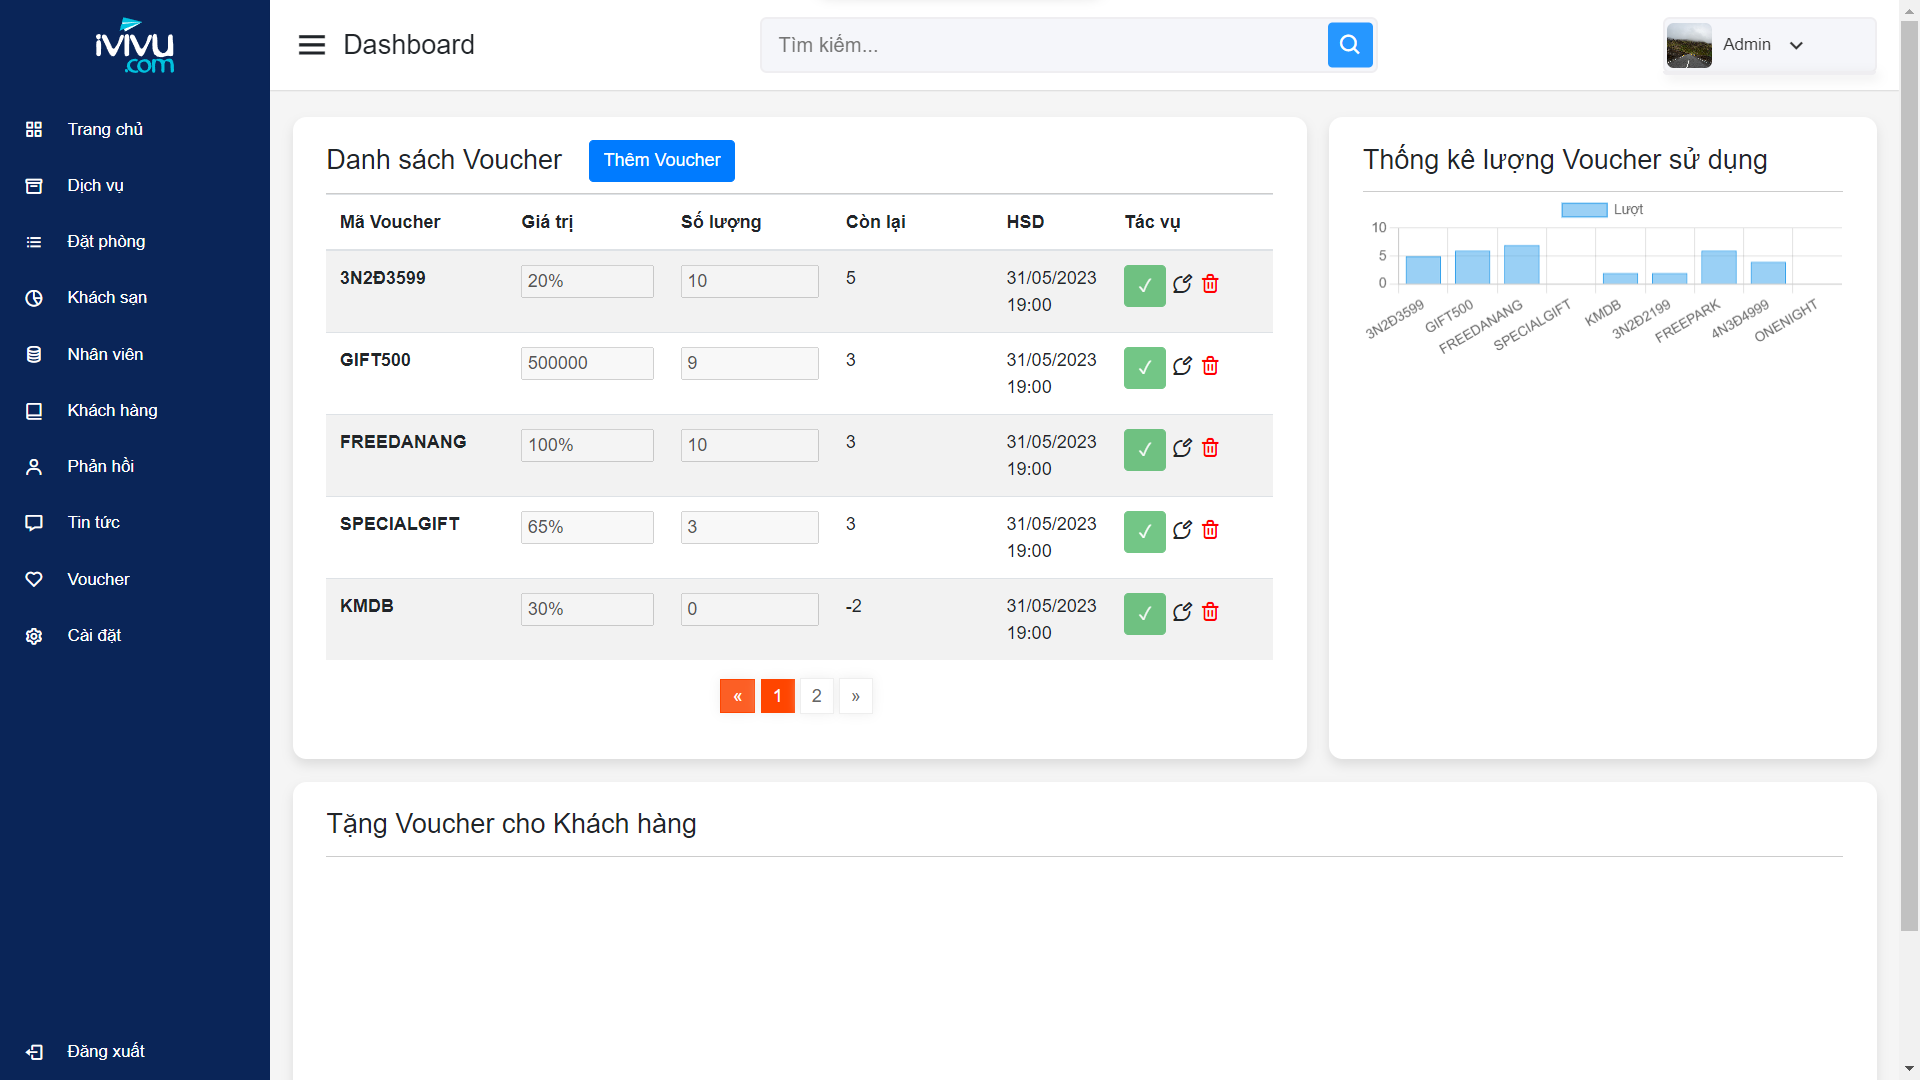 iVIVU
.com
Trang chủ
Dịch vụ
Đặt phòng
Khách sạn
Nhân viên
Khách hàng
Phản hồi
Tin tức
Voucher
Cài đặt
Đăng xuất
Dashboard
Tìm kiếm...
Admin
Danh sách Voucher
Thêm Voucher
Mã Voucher Giá trị Số lượng Còn lại HSD Tác vụ
3N2Đ3599 20% 10 5 31/05/2023
19:00
GIFT500 500000 9 3 31/05/2023
19:00
FREEDANANG 100% 10 3 31/05/2023
19:00
SPECIALGIFT 65% 3 3 31/05/2023
19:00
KMDB 30% 0 -2 31/05/2023
19:00
« 1 2 »
Thống kê lượng Voucher sử dụng
Lượt
10
5
0
3N2Đ3599
GIFT500
FREEDANANG
SPECIALGIFT
KMDB
3N2Đ2199
FREEPARK
4N3Đ4999
ONENIGHT
Tặng Voucher cho Khách hàng